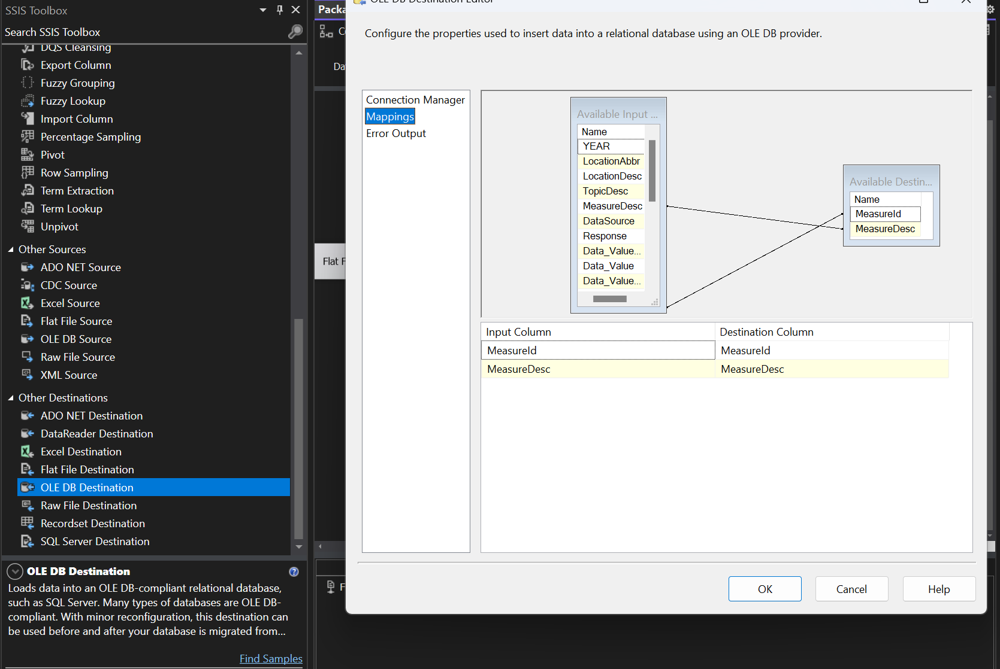 SSIS Toolbox
Search SSIS Toolbox
DQS Cleansing
Export Column
Fuzzy Grouping
Fuzzy Lookup
Import Column
Percentage Sampling
Pivot
Row Sampling
Term Extraction
Term Lookup
Unpivot
Other Sources
ADO NET Source
CDC Source
Excel Source
Flat File Source
OLE DB Source
Raw File Source
XML Source
Other Destinations
ADO NET Destination
DataReader Destination
Excel Destination
Flat File Destination
OLE DB Destination
Raw File Destination
Recordset Destination
SQL Server Destination
OLE DB Destination
Loads data into an OLE DB-compliant relational database,
such as SQL Server. Many types of databases are OLE DB-
compliant. With minor reconfiguration, this destination can
be used before and after your database is migrated from...
Find Samples
Packa
Co
Da
Flat F
F
OLE DB Destination Editor
Configure the properties used to insert data into a relational database using an OLE DB provider.
Connection Manager
Mappings
Error Output
Available Input ...
Name
YEAR
LocationAbbr
LocationDesc
TopicDesc
MeasureDesc
DataSource
Response
Data_Value...
Data_Value
Data_Value...
Available Destin...
Name
MeasureId
MeasureDesc
Input Column Destination Column
MeasureId MeasureId
MeasureDesc MeasureDesc
OK Cancel Help